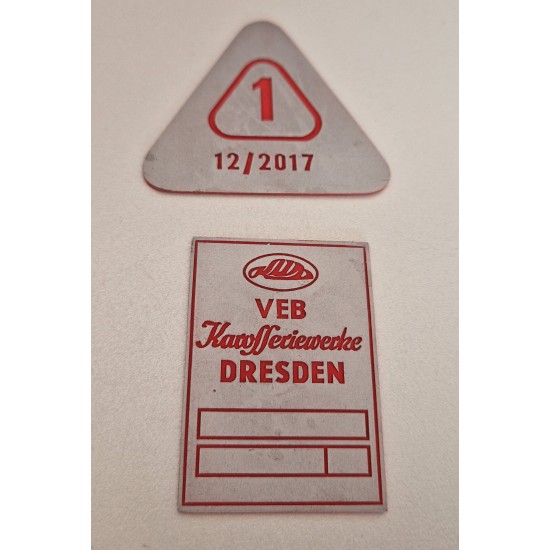 1
12/2017
VEB
Karosseriewerke
DRESDEN